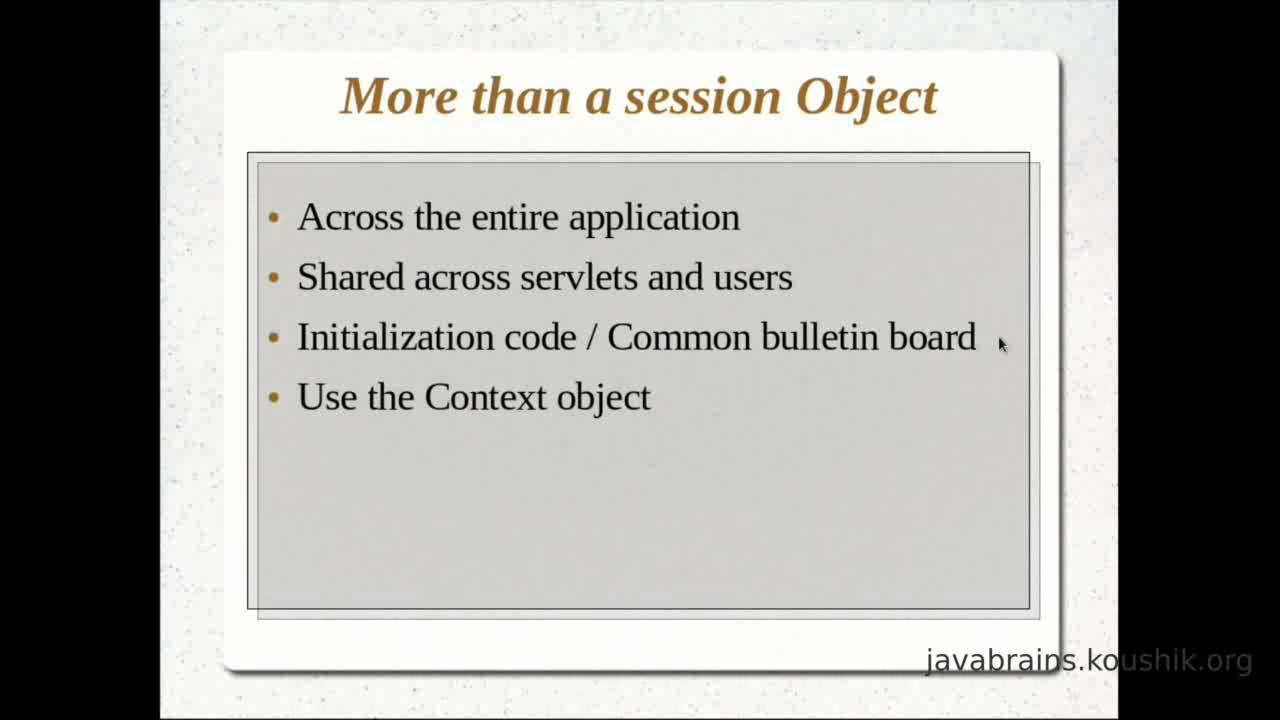 More than a session Object
• Across the entire application
• Shared across servlets and users
• Initialization code / Common bulletin board
• Use the Context object
javabrains.koushik.org